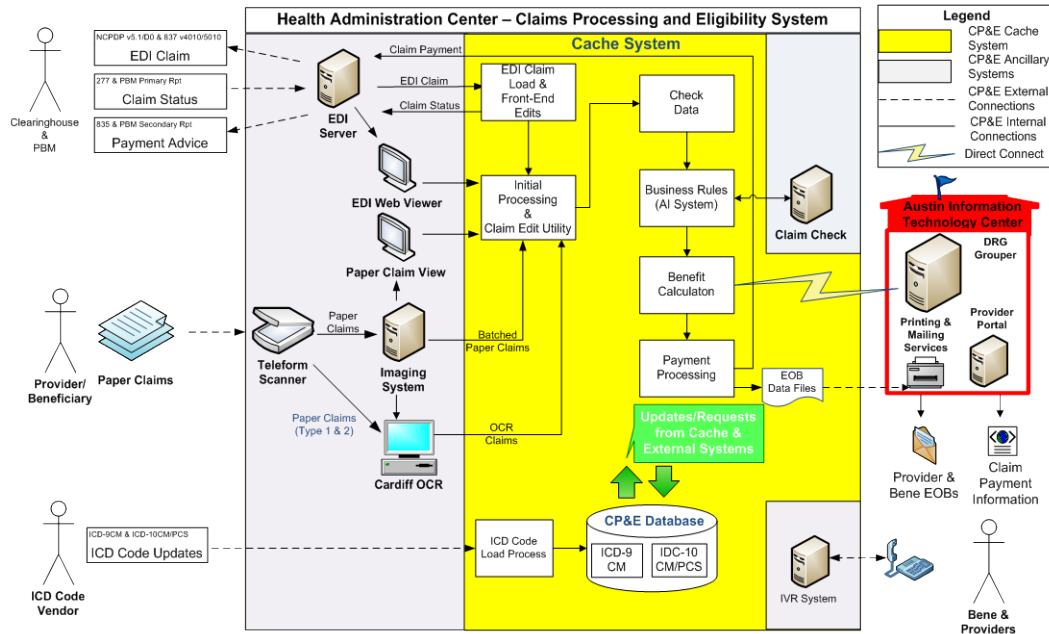 Health Administration Center – Claims Processing and Eligibility System
Cache System
Legend
CP&E Cache
System
CP&E Ancillary
Systems
CP&E External
Connections
CP&E Internal
Connections
Direct Connect
NCPDP v5.1/D0 & 837 v4010/5010
EDI Claim
277 & PBM Primary Rpt
Claim Status
835 & PBM Secondary Rpt
Payment Advice
Clearinghouse
&
PBM
EDI
Server
Claim Payment
EDI Claim
Claim Status
EDI Claim
Load &
Front-End
Edits
Check
Data
EDI Web Viewer
Initial
Processing
&
Claim Edit Utility
Business Rules
(AI System)
Claim Check
Paper Claim View
Austin Information
Technology Center
DRG
Grouper
Printing &
Mailing
Services
Provider
Portal
Benefit
Calculaton
Provider/
Beneficiary
Paper Claims
Teleform
Scanner
Paper
Claims
Imaging
System
Batched
Paper Claims
Payment
Processing
EOB
Data Files
Paper Claims
(Type 1 & 2)
OCR
Claims
Cardiff OCR
Updates/Requests
from Cache &
External Systems
Provider &
Bene EOBs
Claim
Payment
Information
ICD-9CM & ICD-10CM/PCS
ICD Code Updates
ICD Code
Vendor
ICD Code
Load Process
CP&E Database
ICD-9
CM
IDC-10
CM/PCS
IVR System
Bene &
Providers